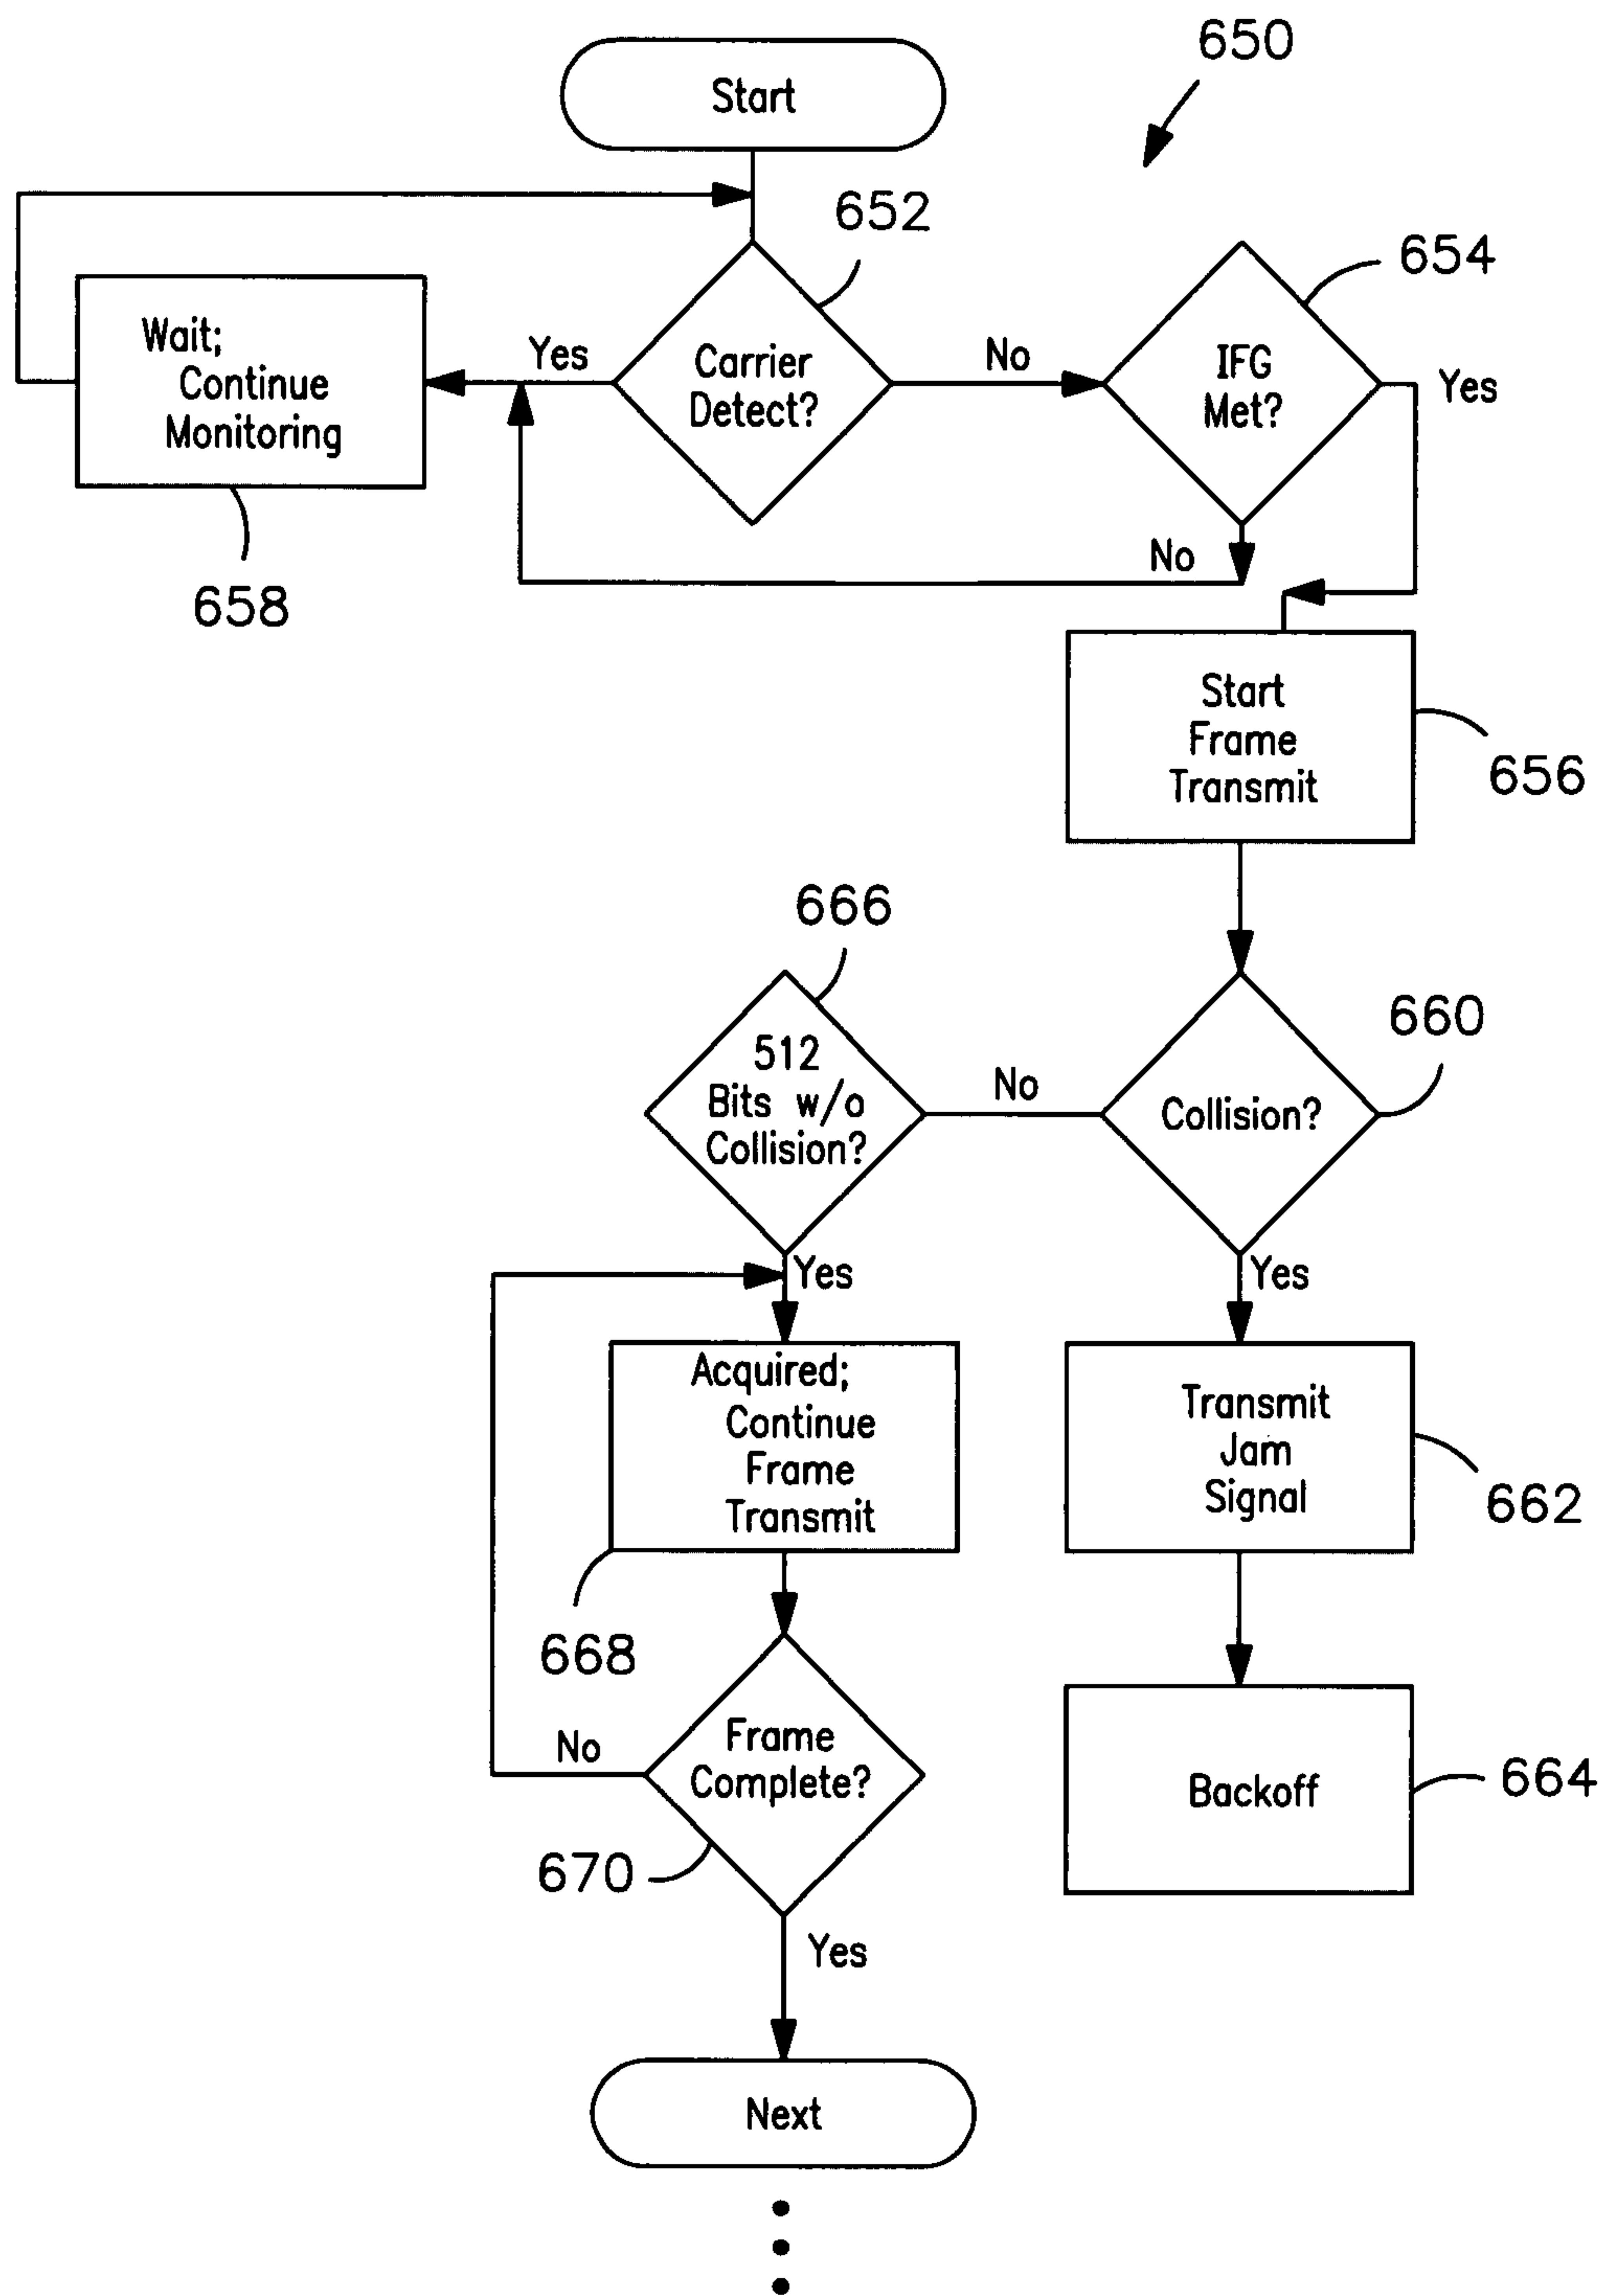 650
Start
652
654
Wait;
Continue
Monitoring
Yes
Carrier
Detect?
No
IFG
Met?
Yes
No
658
Start
Frame
Transmit
656
666
512
Bits w/o
Collision?
No
Collision?
660
Yes
Yes
Acquired;
Continue
Frame
Transmit
Transmit
Jam
Signal
662
668
No
Frame
Complete?
Backoff
664
670
Yes
Next